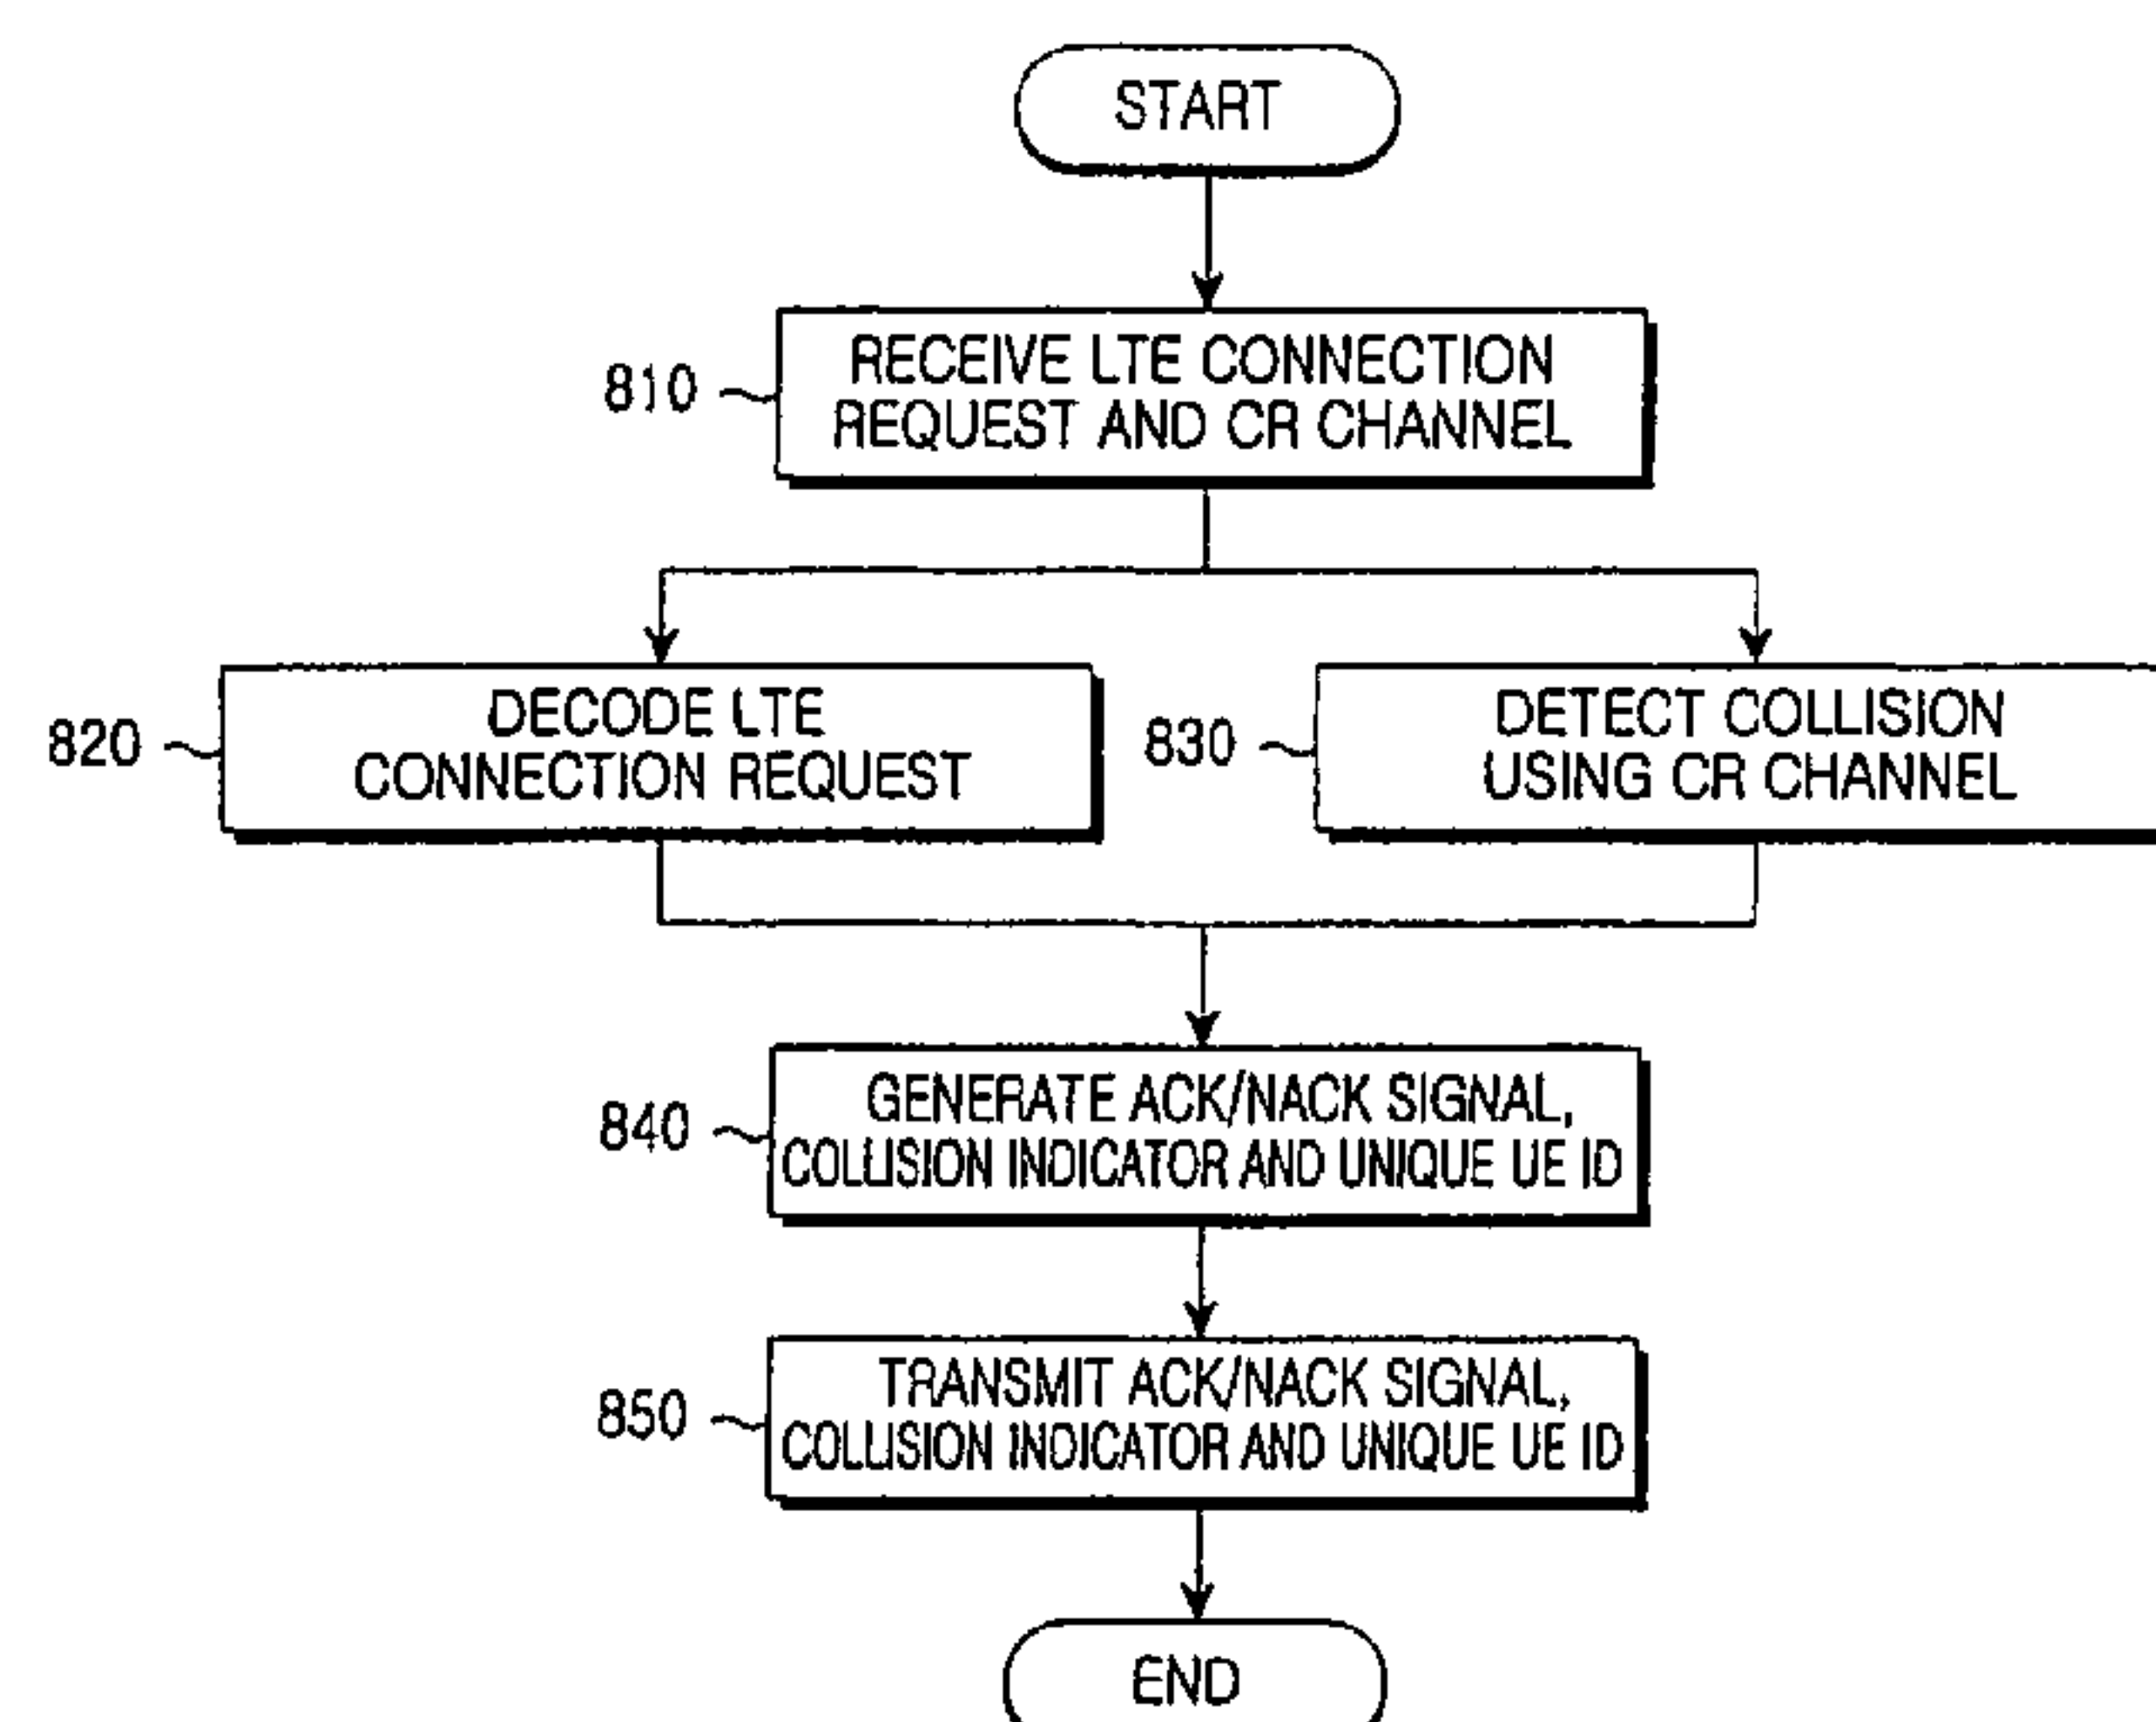 START
810
RECEIVE LTE CONNECTION
REQUEST AND CR CHANNEL
820
DECODE LTE
CONNECTION REQUEST
830
DETECT COLLISION
USING CR CHANNEL
840
GENERATE ACK/NACK SIGNAL,
COLLISION INDICATOR AND UNIQUE UE ID
850
TRANSMIT ACK/NACK SIGNAL,
COLLISION INDICATOR AND UNIQUE UE ID
END